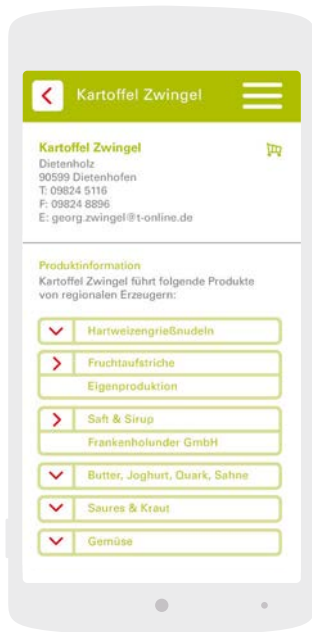 Kartoffel Zwingel
Kartoffel Zwingel
Dietenholz
90599 Dietenhofen
T: 09824 5116
F: 09824 8896
E: georg.zwingel@t-online.de
Produktinformation
Kartoffel Zwingel führt folgende Produkte
von regionalen Erzeugern:
Hartweizengrießnudeln
Fruchtaufstriche
Eigenproduktion
Saft & Sirup
Frankenholunder GmbH
Butter, Joghurt, Quark, Sahne
Saures & Kraut
Gemüse